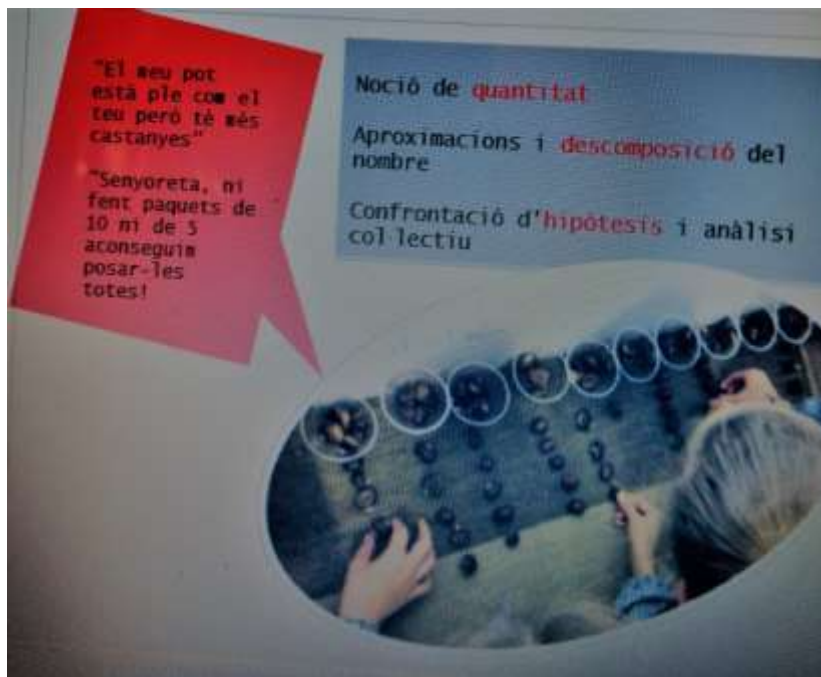 "El meu pot
està ple com el
teu però té més
castanyes"
"Senyoreta, ni
fent paquets de
10 ni de 5
aconseguim
posar-les
totes!
Noció de quantitat
Aproximacions i descomposició del
nombre
Confrontació d'hipòtesis i anàlisi
col·lectiu